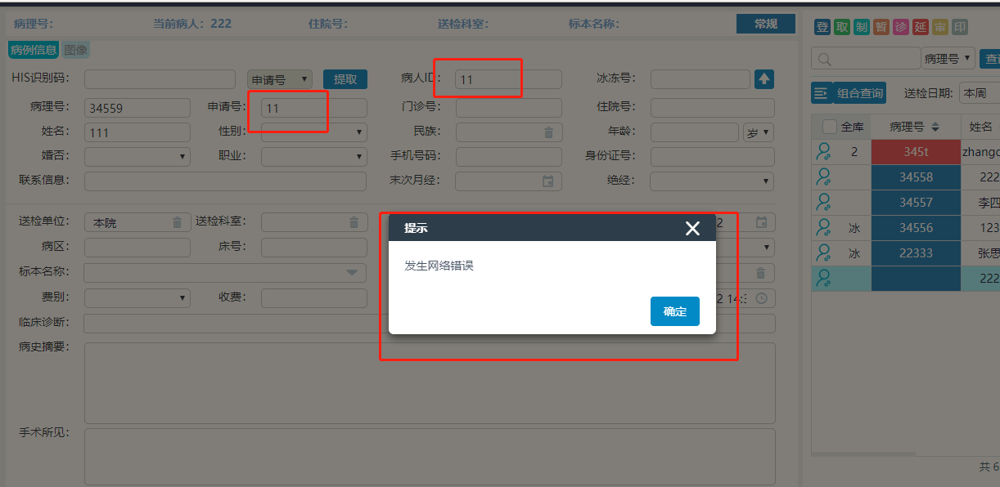 病理号： 当前病人：222 住院号： 送检科室： 标本名称： 常规
病例信息 图像
HIS识别码： 申请号 提取 病人ID： 11 冰冻号：
病理号： 34559 申请号： 11 门诊号： 住院号：
姓名： 111 性别： 民族： 年龄： 岁
婚否： 职业： 手机号码： 身份证号：
联系信息： 末次月经： 绝经：
送检单位： 本院 送检科室： 2
病区： 床号：
标本名称：
费别： 收费： 2 14:3
临床诊断：
病史摘要：
手术所见：
提示
发生网络错误
确定
登 取 制 暂 诊 延 审 印
病理号
组合查询 送检日期： 本周
全库 病理号 姓名
2 345t zhang
34558 222
34557 李四
冰 34556 123
冰 22333 张思
222
共 6